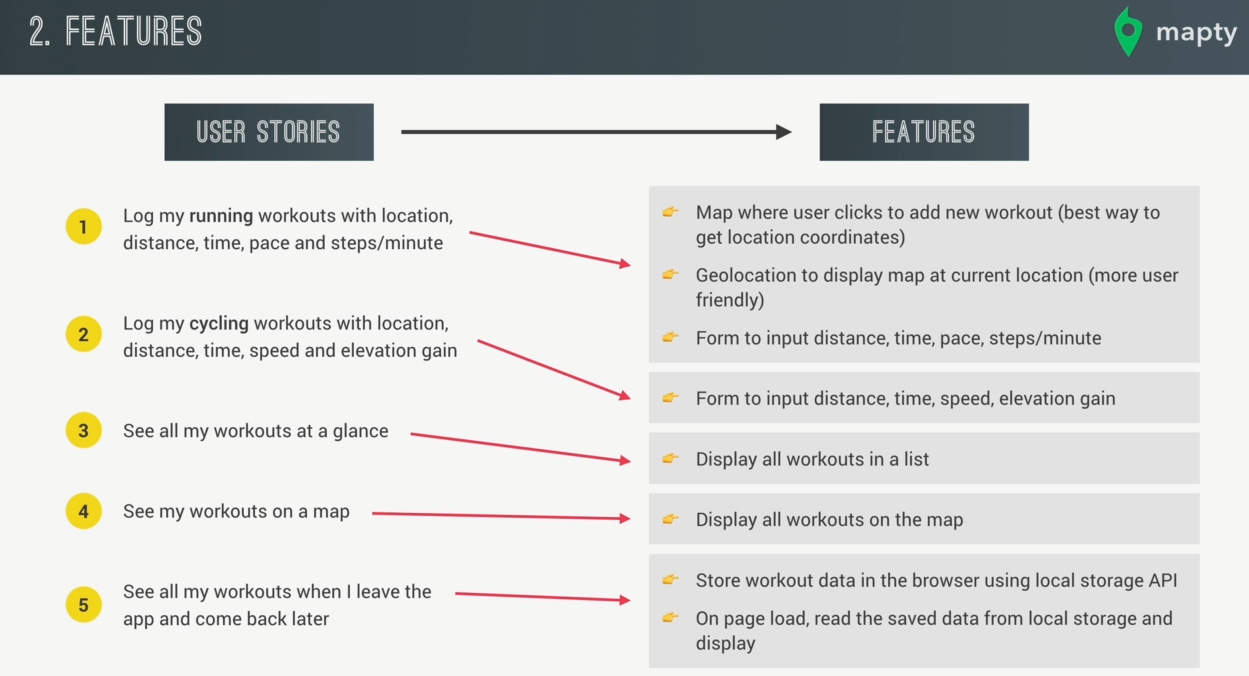 2. FEATURES
mapty
USER STORIES
FEATURES
1
Log my running workouts with location,
distance, time, pace and steps/minute
2
Log my cycling workouts with location,
distance, time, speed and elevation gain
3
See all my workouts at a glance
4
See my workouts on a map
5
See all my workouts when I leave the
app and come back later
Map where user clicks to add new workout (best way to
get location coordinates)
Geolocation to display map at current location (more user
friendly)
Form to input distance, time, pace, steps/minute
Form to input distance, time, speed, elevation gain
Display all workouts in a list
Display all workouts on the map
Store workout data in the browser using local storage API
On page load, read the saved data from local storage and
display